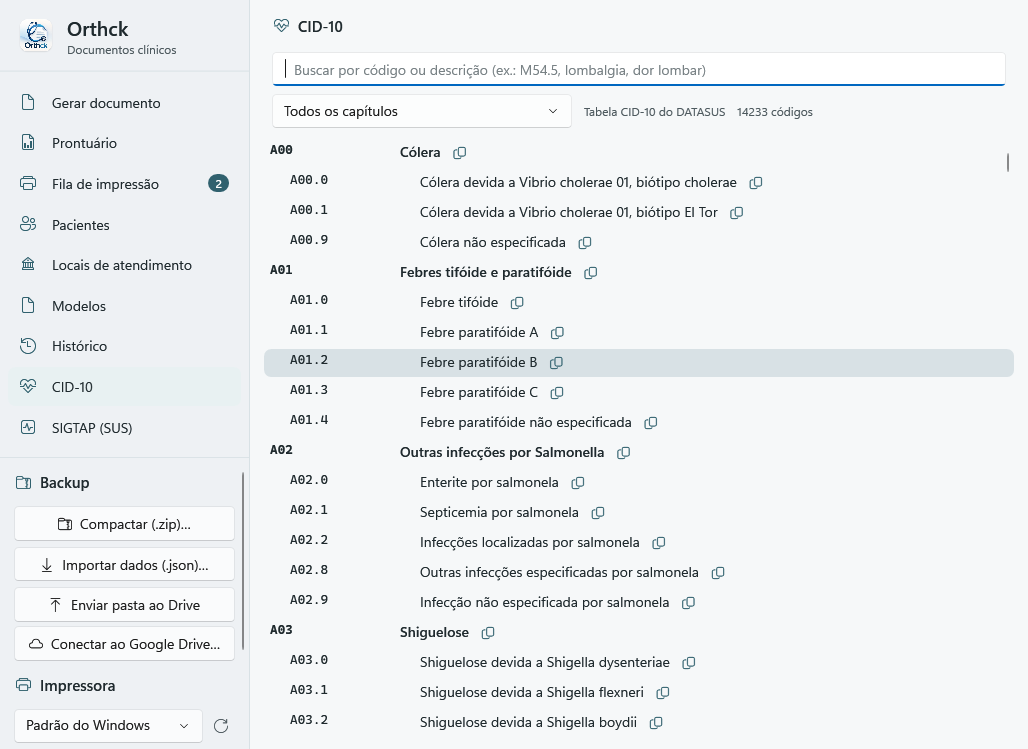 Orthck
Documentos clínicos
Orthck
Gerar documento
Prontuário
Fila de impressão 2
Pacientes
Locais de atendimento
Modelos
Histórico
CID-10
SIGTAP (SUS)
Backup
Compactar (.zip)...
Importar dados (.json)...
Enviar pasta ao Drive
Conectar ao Google Drive...
Impressora
Padrão do Windows
CID-10
Buscar por código ou descrição (ex.: M54.5, lombalgia, dor lombar)
Todos os capítulos Tabela CID-10 do DATASUS 14233 códigos
A00 Cólera
A00.0 Cólera devida a Vibrio cholerae 01, biótipo cholerae
A00.1 Cólera devida a Vibrio cholerae 01, biótipo El Tor
A00.9 Cólera não especificada
A01 Febres tifóide e paratifóide
A01.0 Febre tifóide
A01.1 Febre paratifóide A
A01.2 Febre paratifóide B
A01.3 Febre paratifóide C
A01.4 Febre paratifóide não especificada
A02 Outras infecções por Salmonella
A02.0 Enterite por salmonela
A02.1 Septicemia por salmonela
A02.2 Infecções localizadas por salmonela
A02.8 Outras infecções especificadas por salmonela
A02.9 Infecção não especificada por salmonela
A03 Shiguelose
A03.0 Shiguelose devida a Shigella dysenteriae
A03.1 Shiguelose devida a Shigella flexneri
A03.2 Shiguelose devida a Shigella boydii